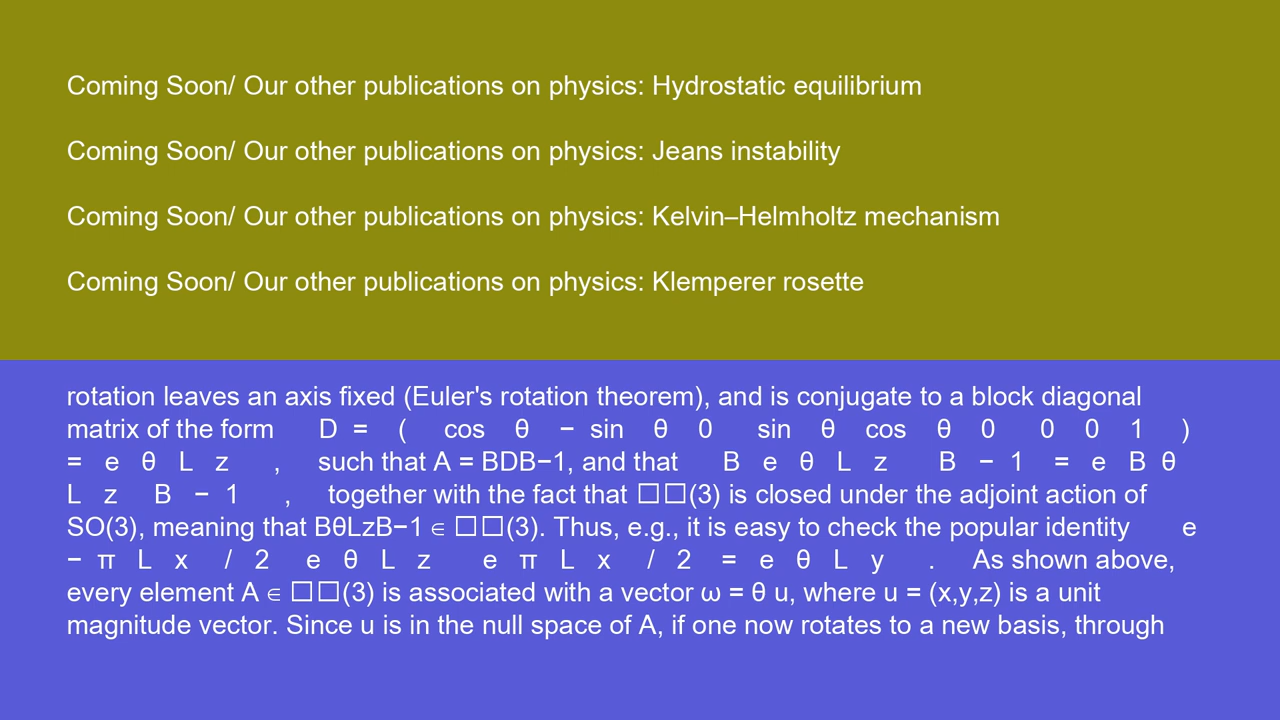 Coming Soon/ Our other publications on physics: Hydrostatic equilibrium
Coming Soon/ Our other publications on physics: Jeans instability
Coming Soon/ Our other publications on physics: Kelvin–Helmholtz mechanism
Coming Soon/ Our other publications on physics: Klemperer rosette
rotation leaves an axis fixed (Euler's rotation theorem), and is conjugate to a block diagonal
matrix of the form D = ( cos θ − sin θ 0 sin θ cos θ 0 0 0 1 )
= e θ L z , such that A = BDB−1, and that B e θ L z B − 1 = e B θ
L z B − 1 , together with the fact that □□(3) is closed under the adjoint action of
SO(3), meaning that BθLzB−1 ∈ □□(3). Thus, e.g., it is easy to check the popular identity e
− π L x / 2 e θ L z e π L x / 2 = e θ L y . As shown above,
every element A ∈ □□(3) is associated with a vector ω = θ u, where u = (x,y,z) is a unit
magnitude vector. Since u is in the null space of A, if one now rotates to a new basis, through